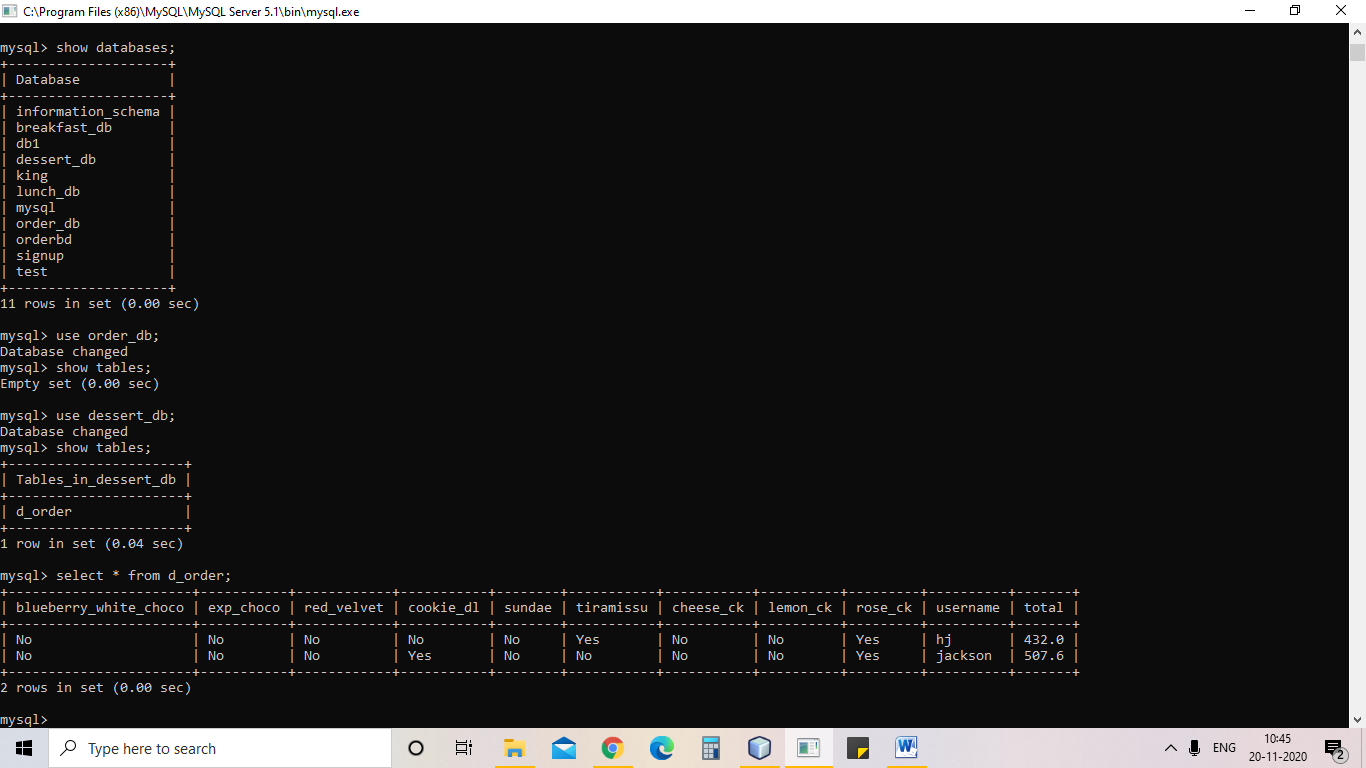 C:\Program Files (x86)\MySQL\MySQL Server 5.1\bin\mysql.exe
mysql> show databases;
+--------------------+
| Database           |
+--------------------+
| information_schema |
| breakfast_db       |
| db1                |
| dessert_db         |
| king               |
| lunch_db           |
| mysql              |
| order_db           |
| orderbd            |
| signup             |
| test               |
+--------------------+
11 rows in set (0.00 sec)
mysql> use order_db;
Database changed
mysql> show tables;
Empty set (0.00 sec)
mysql> use dessert_db;
Database changed
mysql> show tables;
+----------------------+
| Tables_in_dessert_db |
+----------------------+
| d_order              |
+----------------------+
1 row in set (0.04 sec)
mysql> select * from d_order;
+-----------------------+-----------+------------+-----------+--------+-----------+-----------+----------+---------+----------+-------+
| blueberry_white_choco | exp_choco | red_velvet | cookie_dl | sundae | tiramissu | cheese_ck | lemon_ck | rose_ck | username | total |
+-----------------------+-----------+------------+-----------+--------+-----------+-----------+----------+---------+----------+-------+
| No                    | No        | No         | No        | No     | Yes       | No        | No       | Yes     | hj       | 432.0 |
| No                    | No        | No         | Yes       | No     | No        | No        | No       | Yes     | jackson  | 507.6 |
+-----------------------+-----------+------------+-----------+--------+-----------+-----------+----------+---------+----------+-------+
2 rows in set (0.00 sec)
mysql>
Type here to search
ENG
10:45
20-11-2020
2